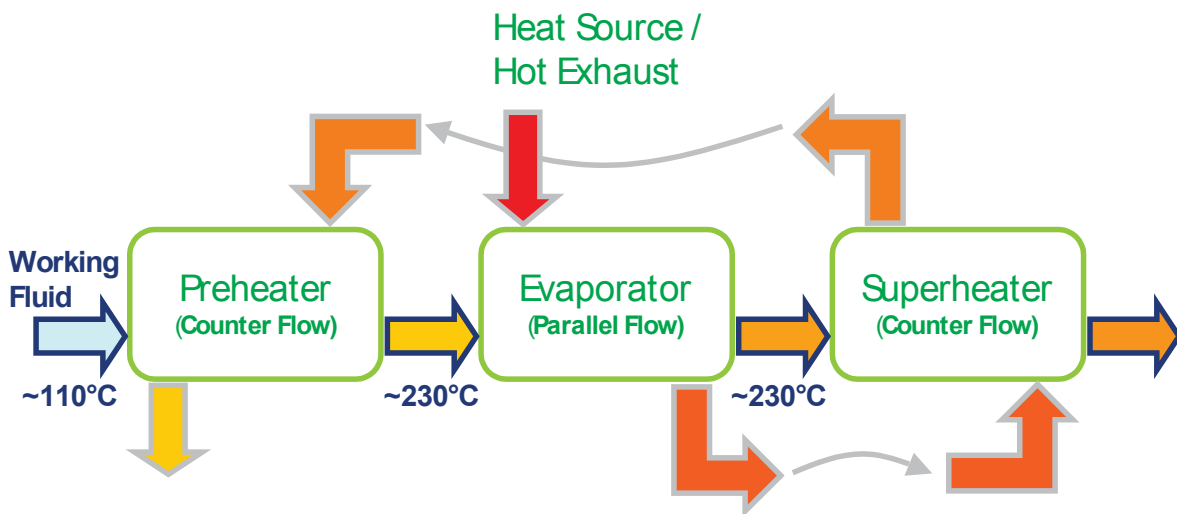 Heat Source /
Hot Exhaust
Working
Fluid
Preheater
(Counter Flow)
Evaporator
(Parallel Flow)
Superheater
(Counter Flow)
~110°C
~230°C
~230°C